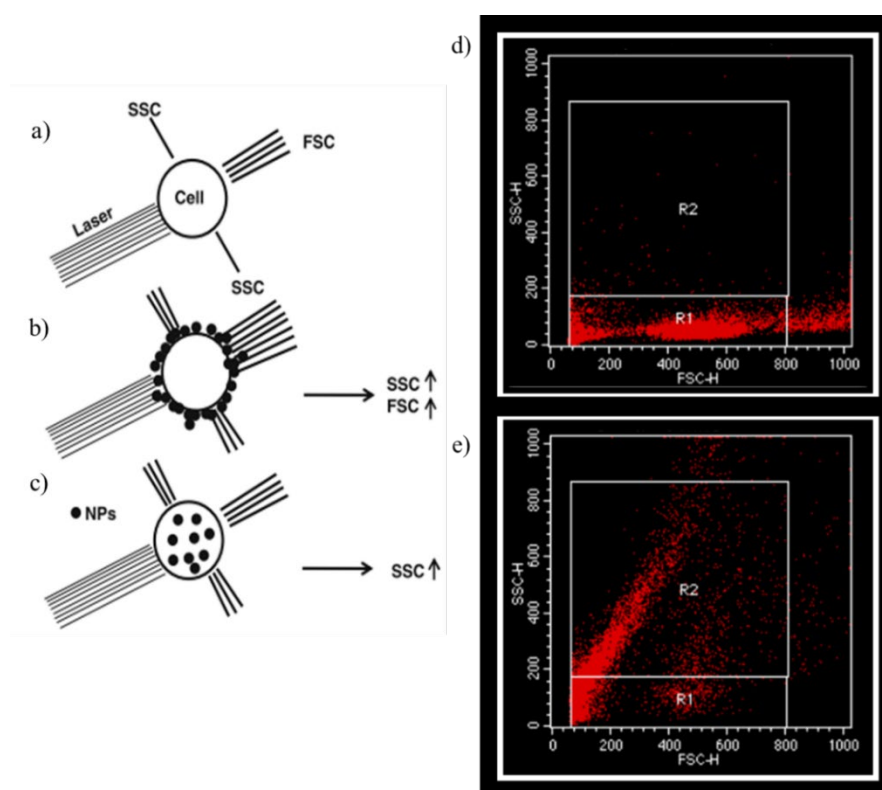 a)
SSC
FSC
Cell
Laser
SSC
b)
SSC ↑
FSC ↑
c)
NPs
SSC ↑
d)
1000
800
600
400
200
0
SSC-H
R2
R1
0 200 400 600 800 1000
FSC-H
e)
1000
800
600
400
200
0
SSC-H
R2
R1
0 200 400 600 800 1000
FSC-H